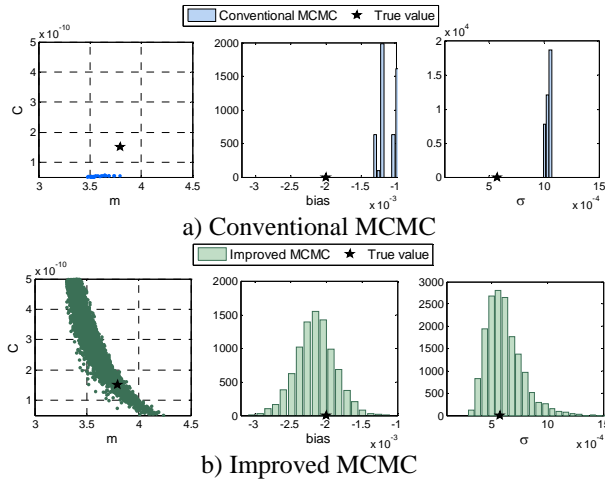 Conventional MCMC ★ True value
x 10^-10
5
4
3
2
1
C
3 3.5 4 4.5
m
2000
1500
1000
500
0
-3 -2.5 -2 -1.5 -1
bias x 10^-3
x 10^4
2
1.5
1
0.5
0
5 10 15
σ x 10^-4
a) Conventional MCMC
Improved MCMC ★ True value
x 10^-10
5
4
3
2
1
C
3 3.5 4 4.5
m
2000
1500
1000
500
0
-3 -2.5 -2 -1.5 -1
bias x 10^-3
3000
2500
2000
1500
1000
500
0
5 10 15
σ x 10^-4
b) Improved MCMC